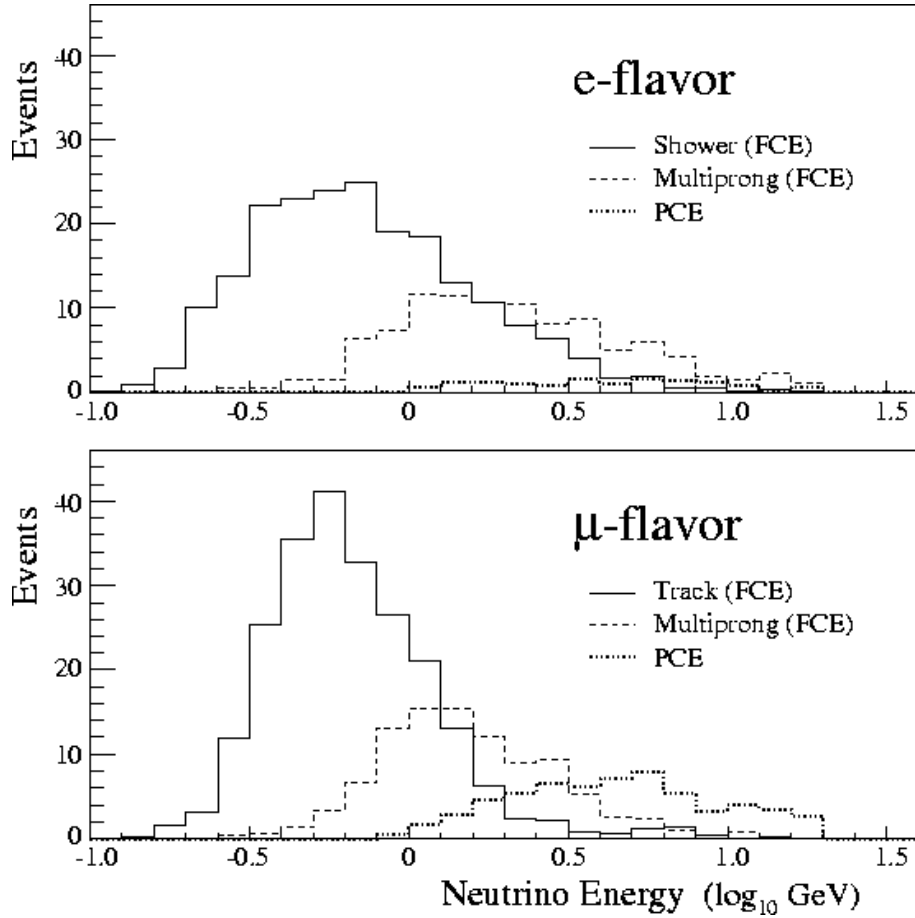 Events
40
30
20
10
0
e-flavor
Shower (FCE)
Multiprong (FCE)
PCE
-1.0 -0.5 0 0.5 1.0 1.5
Events
40
30
20
10
0
μ-flavor
Track (FCE)
Multiprong (FCE)
PCE
-1.0 -0.5 0 0.5 1.0 1.5
Neutrino Energy (log10 GeV)